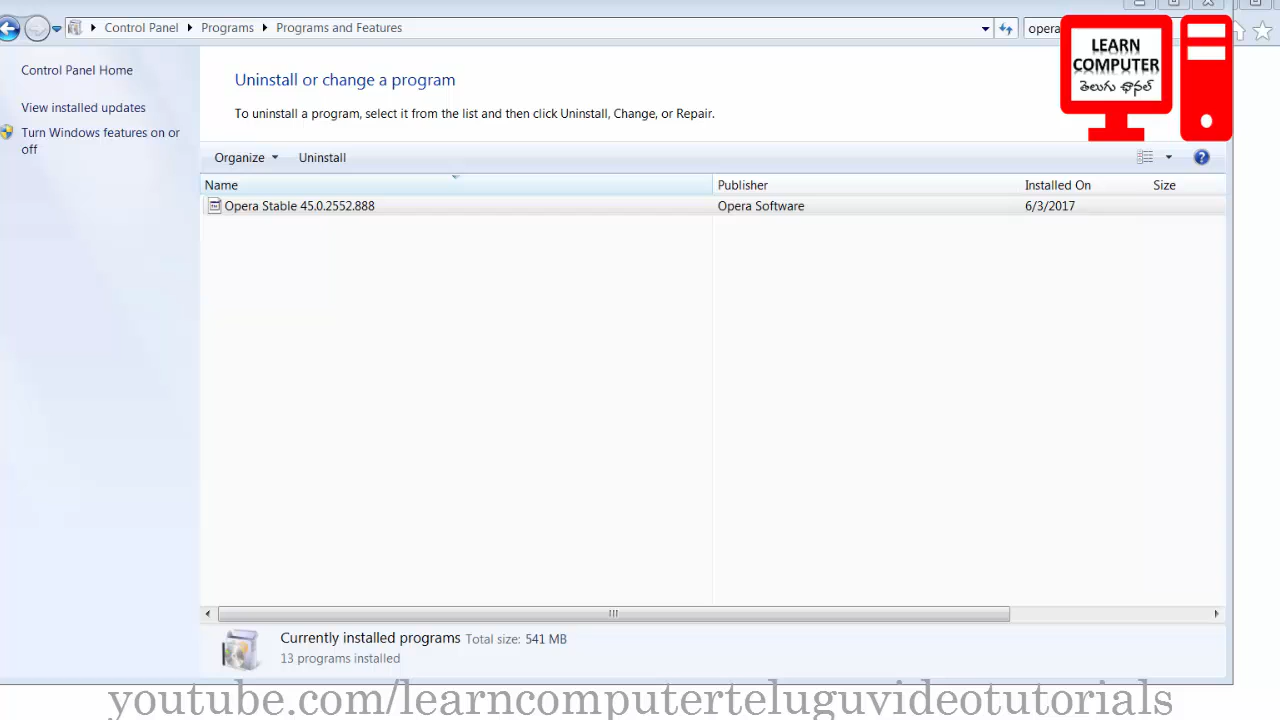 Control Panel Programs Programs and Features
opera
LEARN
COMPUTER
తెలుగు ఛానల్
Control Panel Home
View installed updates
Turn Windows features on or
off
Uninstall or change a program
To uninstall a program, select it from the list and then click Uninstall, Change, or Repair.
Organize Uninstall
Name Publisher Installed On Size
Opera Stable 45.0.2552.888 Opera Software 6/3/2017
Currently installed programs Total size: 541 MB
13 programs installed
youtube.com/learncomputerteluguvideotutorials